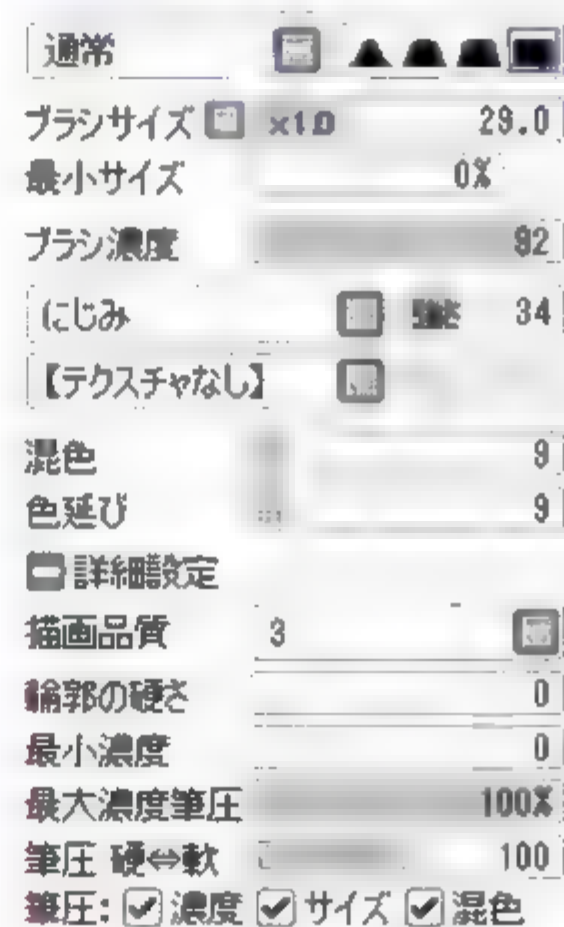 通常
ブラシサイズ ×1.0 29.0
最小サイズ 0%
ブラシ濃度 92
にじみ 強さ 34
【テクスチャなし】
混色 9
色延び 9
詳細設定
描画品質 3
輪郭の硬さ 0
最小濃度 0
最大濃度筆圧 100%
筆圧 硬⇔軟 100
筆圧: 濃度 サイズ 混色